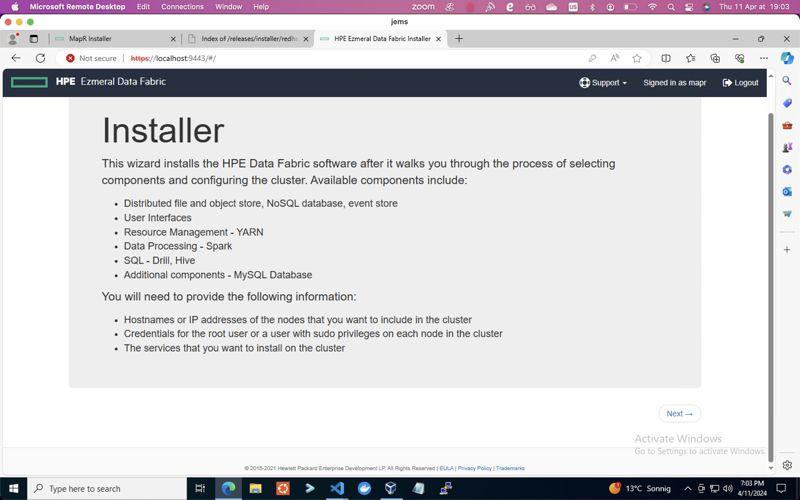 Microsoft Remote Desktop Edit Connections Window Help zoom US Thu 11 Apr at 19:03
jems
MapR Installer Index of /releases/installer/redha HPE Ezmeral Data Fabric Installer
Not secure https://localhost:9443/#/
HPE Ezmeral Data Fabric Support Signed in as mapr Logout
Installer
This wizard installs the HPE Data Fabric software after it walks you through the process of selecting
components and configuring the cluster. Available components include:
• Distributed file and object store, NoSQL database, event store
• User Interfaces
• Resource Management - YARN
• Data Processing - Spark
• SQL - Drill, Hive
• Additional components - MySQL Database
You will need to provide the following information:
• Hostnames or IP addresses of the nodes that you want to include in the cluster
• Credentials for the root user or a user with sudo privileges on each node in the cluster
• The services that you want to install on the cluster
Next →
Activate Windows
Go to Settings to activate Windows.
© 2015-2021 Hewlett Packard Enterprise Development LP. All Rights Reserved | EULA | Privacy Policy | Trademarks
Type here to search 13°C Sonnig 7:03 PM
4/11/2024